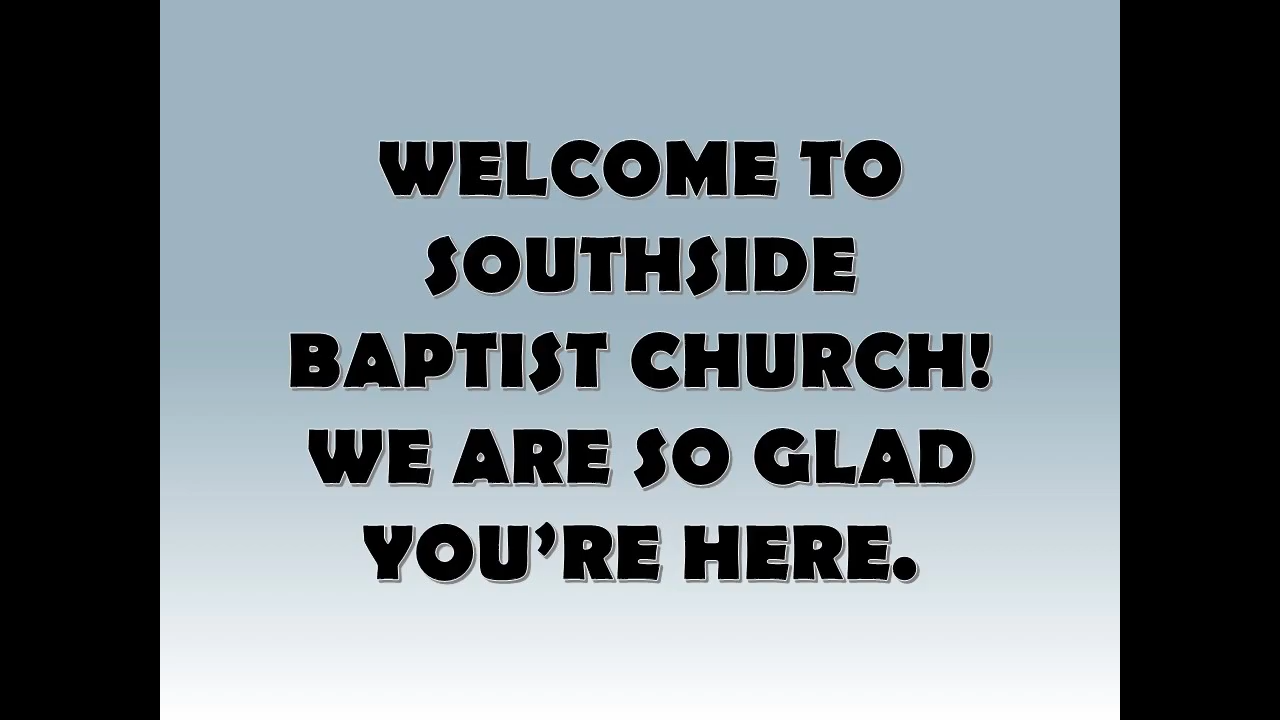 WELCOME TO
SOUTHSIDE
BAPTIST CHURCH!
WE ARE SO GLAD
YOU’RE HERE.